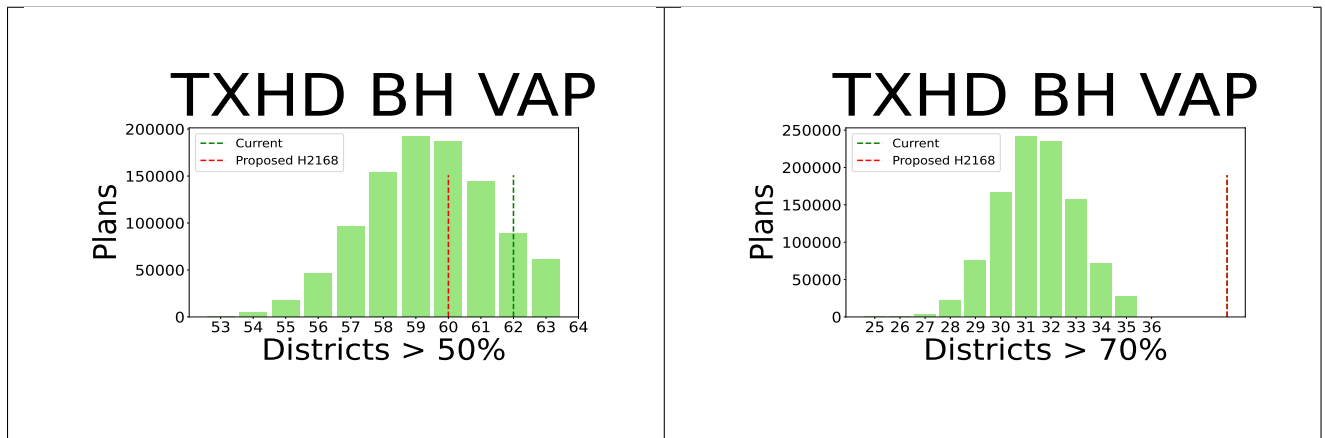 TXHD BH VAP
200000
150000
100000
50000
0
Plans
Current
Proposed H2168
53 54 55 56 57 58 59 60 61 62 63 64
Districts > 50%
TXHD BH VAP
250000
200000
150000
100000
50000
0
Plans
Current
Proposed H2168
25 26 27 28 29 30 31 32 33 34 35 36
Districts > 70%